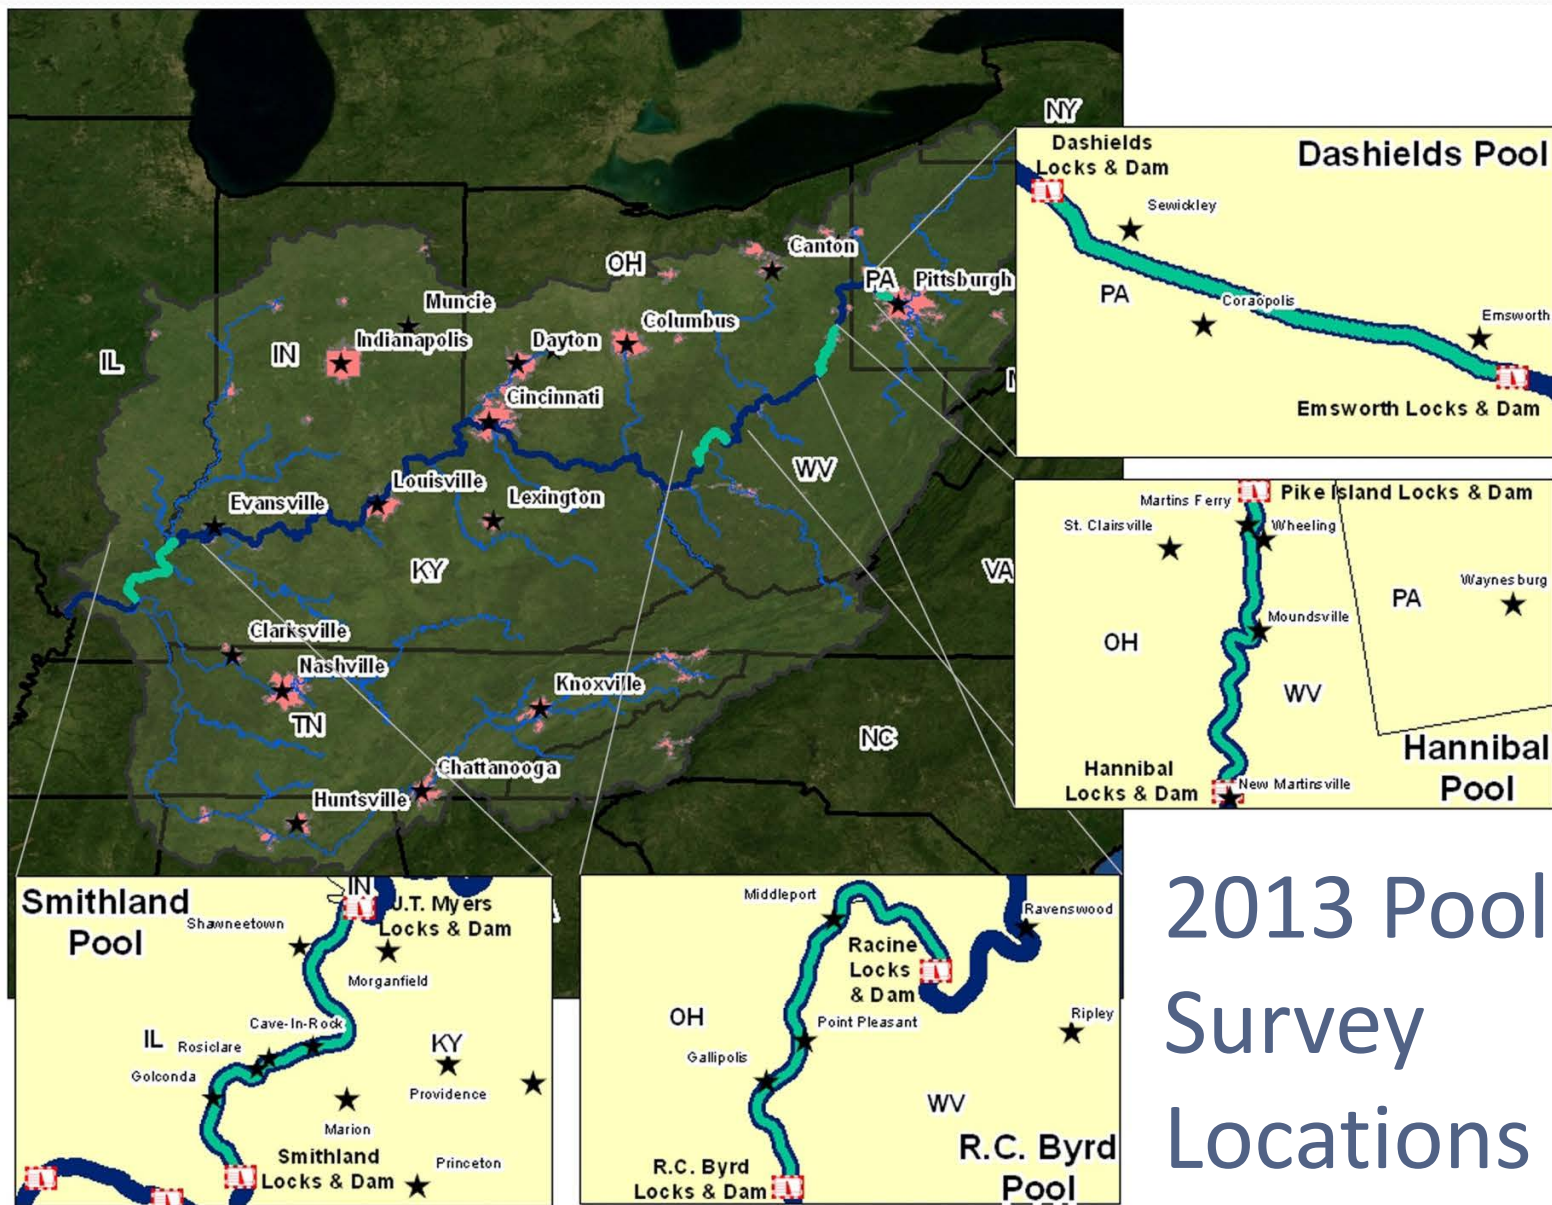 NY
OH
Canton
PA
Pittsburgh
Muncie
Columbus
Indianapolis
Dayton
IN
IL
Cincinnati
WV
Louisville
Lexington
Evansville
KY
VA
Clarksville
Nashville
Knoxville
TN
NC
Chattanooga
Huntsville
Dashields Pool
Dashields
Locks & Dam
Sewickley
PA
Coraopolis
Emsworth
Emsworth Locks & Dam
Pike Island Locks & Dam
Martins Ferry
St. Clairsville
Wheeling
Waynesburg
PA
Moundsville
OH
WV
Hannibal
Pool
Hannibal
Locks & Dam
New Martinsville
Smithland
Pool
IN
J.T. Myers
Locks & Dam
Shawneetown
Morganfield
Cave-In-Rock
IL
Rosiclare
KY
Golconda
Providence
Marion
Smithland
Locks & Dam
Princeton
Middleport
Ravenswood
Racine
Locks
& Dam
OH
Point Pleasant
Ripley
Gallipolis
WV
R.C. Byrd
Pool
R.C. Byrd
Locks & Dam
2013 Pool
Survey
Locations